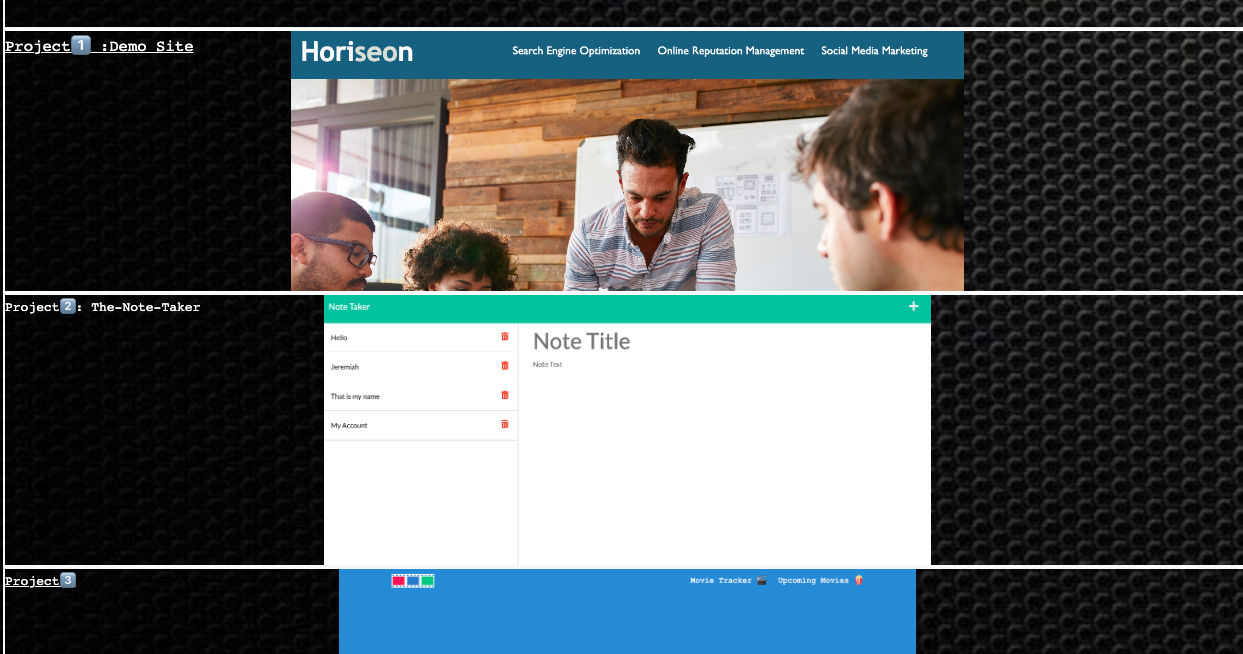 Project1️⃣ :Demo Site
Horiseon
Search Engine Optimization Online Reputation Management Social Media Marketing
Project2️⃣: The-Note-Taker
Note Taker +
Hello
Note Title
Jeremiah
Note Text
That is my name
My Account
Project3️⃣
Movie Tracker 🎬 Upcoming Movies 🍿